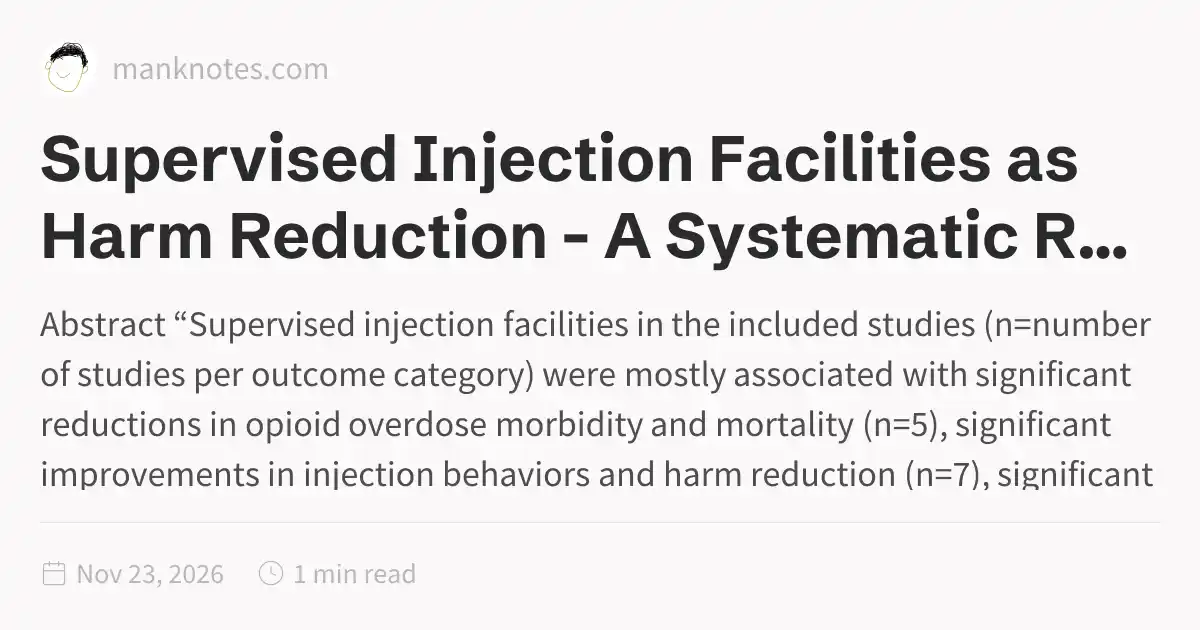 manknotes.com
Supervised Injection Facilities as
Harm Reduction - A Systematic R...
Abstract “Supervised injection facilities in the included studies (n=number
of studies per outcome category) were mostly associated with significant
reductions in opioid overdose morbidity and mortality (n=5), significant
improvements in injection behaviors and harm reduction (n=7), significant
Nov 23, 2026 1 min read